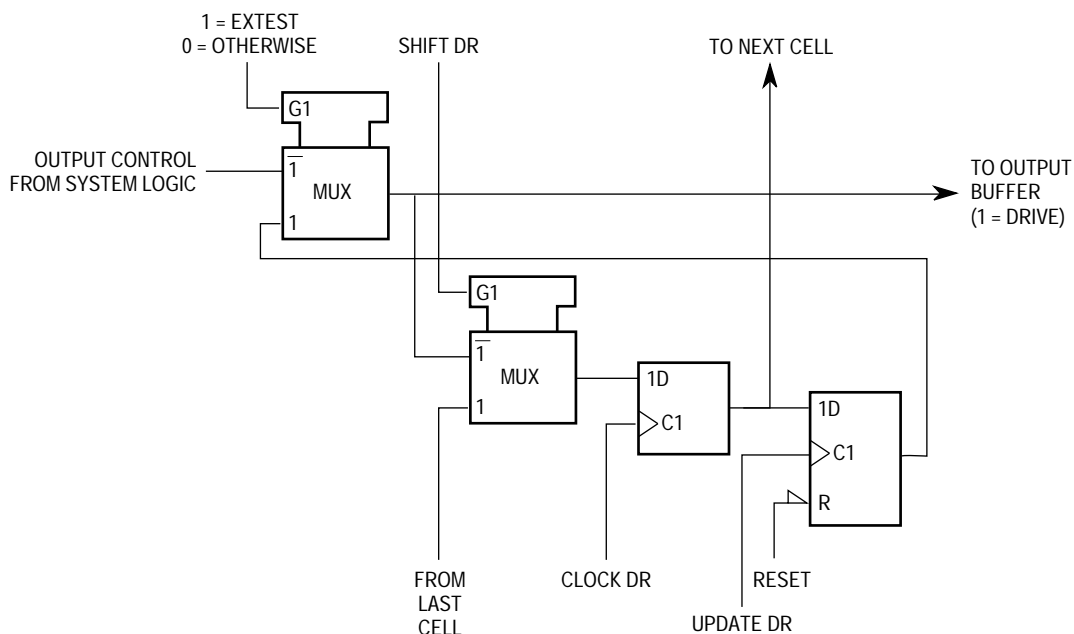 1 = EXTEST
0 = OTHERWISE
SHIFT DR
TO NEXT CELL
G1
OUTPUT CONTROL
FROM SYSTEM LOGIC
1
MUX
1
TO OUTPUT
BUFFER
(1 = DRIVE)
G1
1
MUX
1
1D
C1
1D
C1
R
FROM
LAST
CELL
CLOCK DR
RESET
UPDATE DR